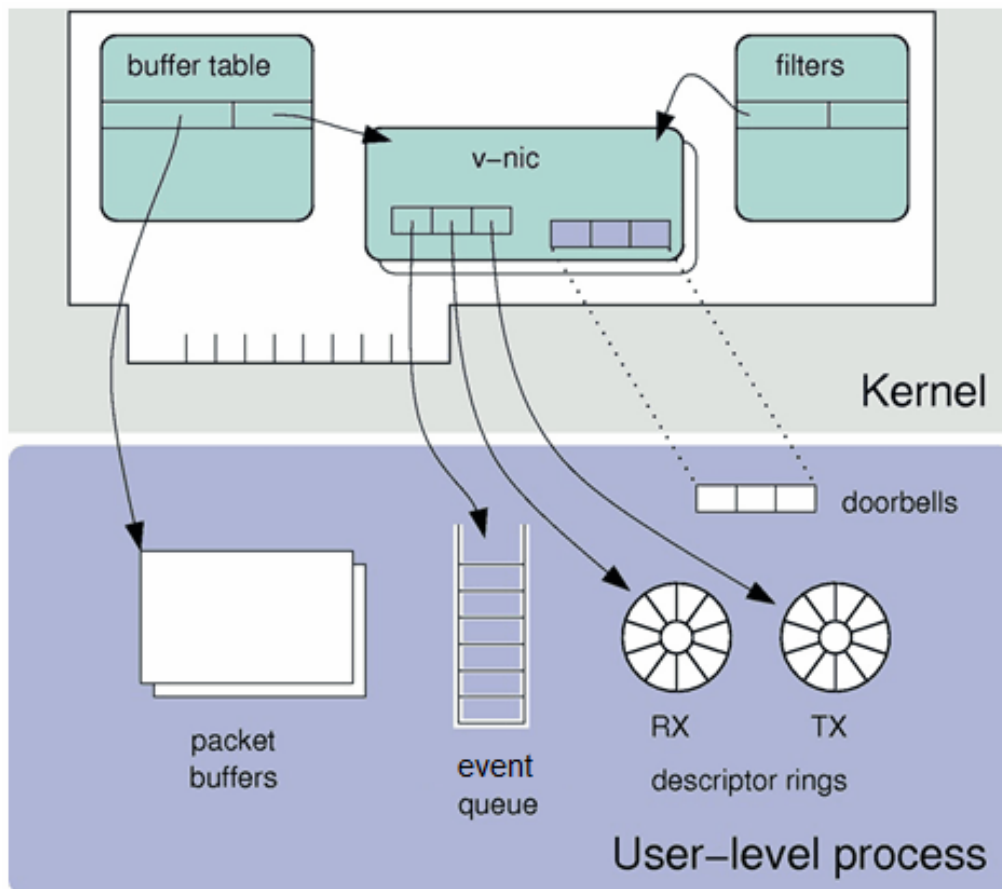 buffer table
filters
v-nic
Kernel
doorbells
RX
TX
packet
buffers
event
queue
descriptor rings
User-level process